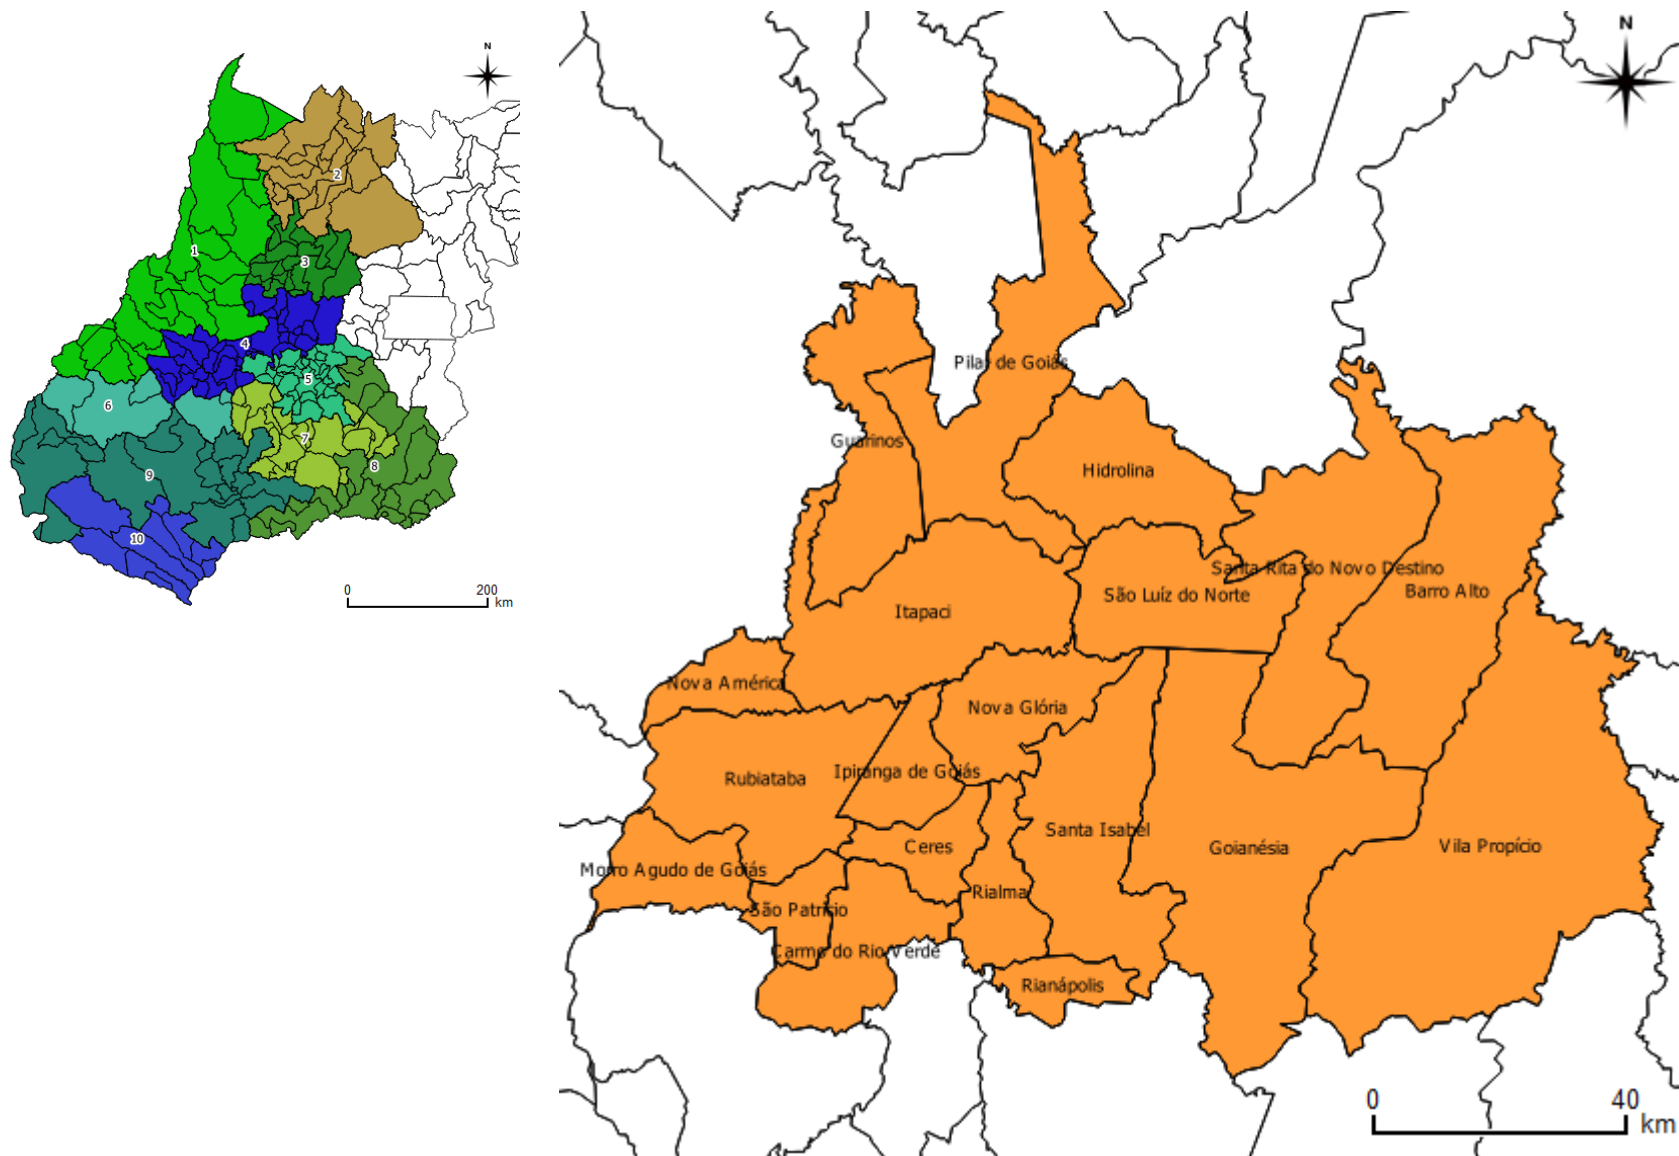 N
1
2
3
4
5
6
7
8
9
10
0 200
km
N
Pilar de Goiás
Guarinos
Hidrolina
Santa Rita do Novo Destino
Barro Alto
São Luíz do Norte
Itapaci
Nova América
Nova Glória
Rubiataba
Ipiranga de Goiás
Santa Isabel
Ceres
Goianésia
Vila Propício
Morro Agudo de Goiás
Rialma
São Patrício
Carmo do Rio Verde
Rianápolis
0 40
km